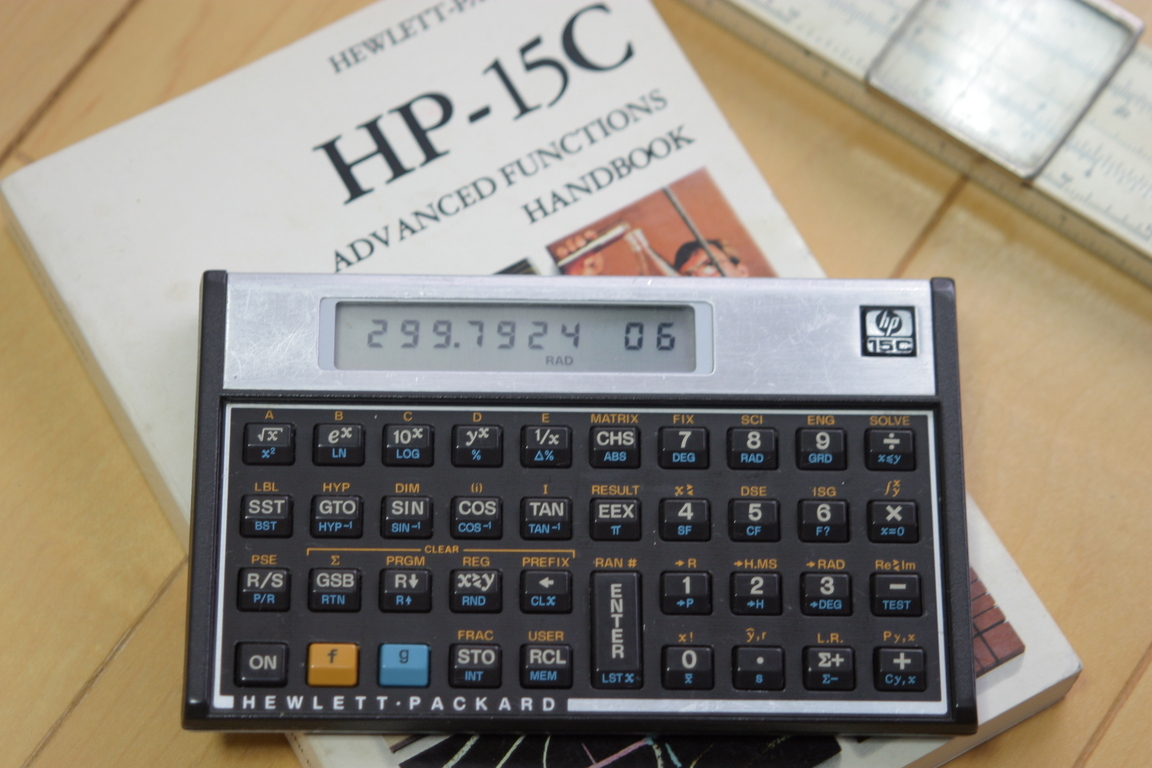 HEWLETT-PA
HP-15C
ADVANCED FUNCTIONS
HANDBOOK
299.7924 06
RAD
hp
15C
A B C D E MATRIX FIX SCI ENG SOLVE
√x eˣ 10ˣ yˣ 1/x CHS 7 8 9 ÷
x² LN LOG % Δ% ABS DEG RAD GRD x≤y
LBL HYP DIM (i) I RESULT x≷ DSE ISG ∫xy
SST GTO SIN COS TAN EEX 4 5 6 ×
BST HYP⁻¹ SIN⁻¹ COS⁻¹ TAN⁻¹ π SF CF F? x=0
CLEAR
PSE Σ PRGM REG PREFIX RAN # →R →H.MS →RAD Re≷Im
R/S GSB R↓ x≷y ← ENTER 1 2 3 −
P/R RTN R↑ RND CLx →P →H →DEG TEST
FRAC USER x! ŷ,r L.R. Py,x
ON f g STO RCL 0 . Σ+ +
INT MEM LSTx x̄ s Σ− Cy,x
HEWLETT·PACKARD